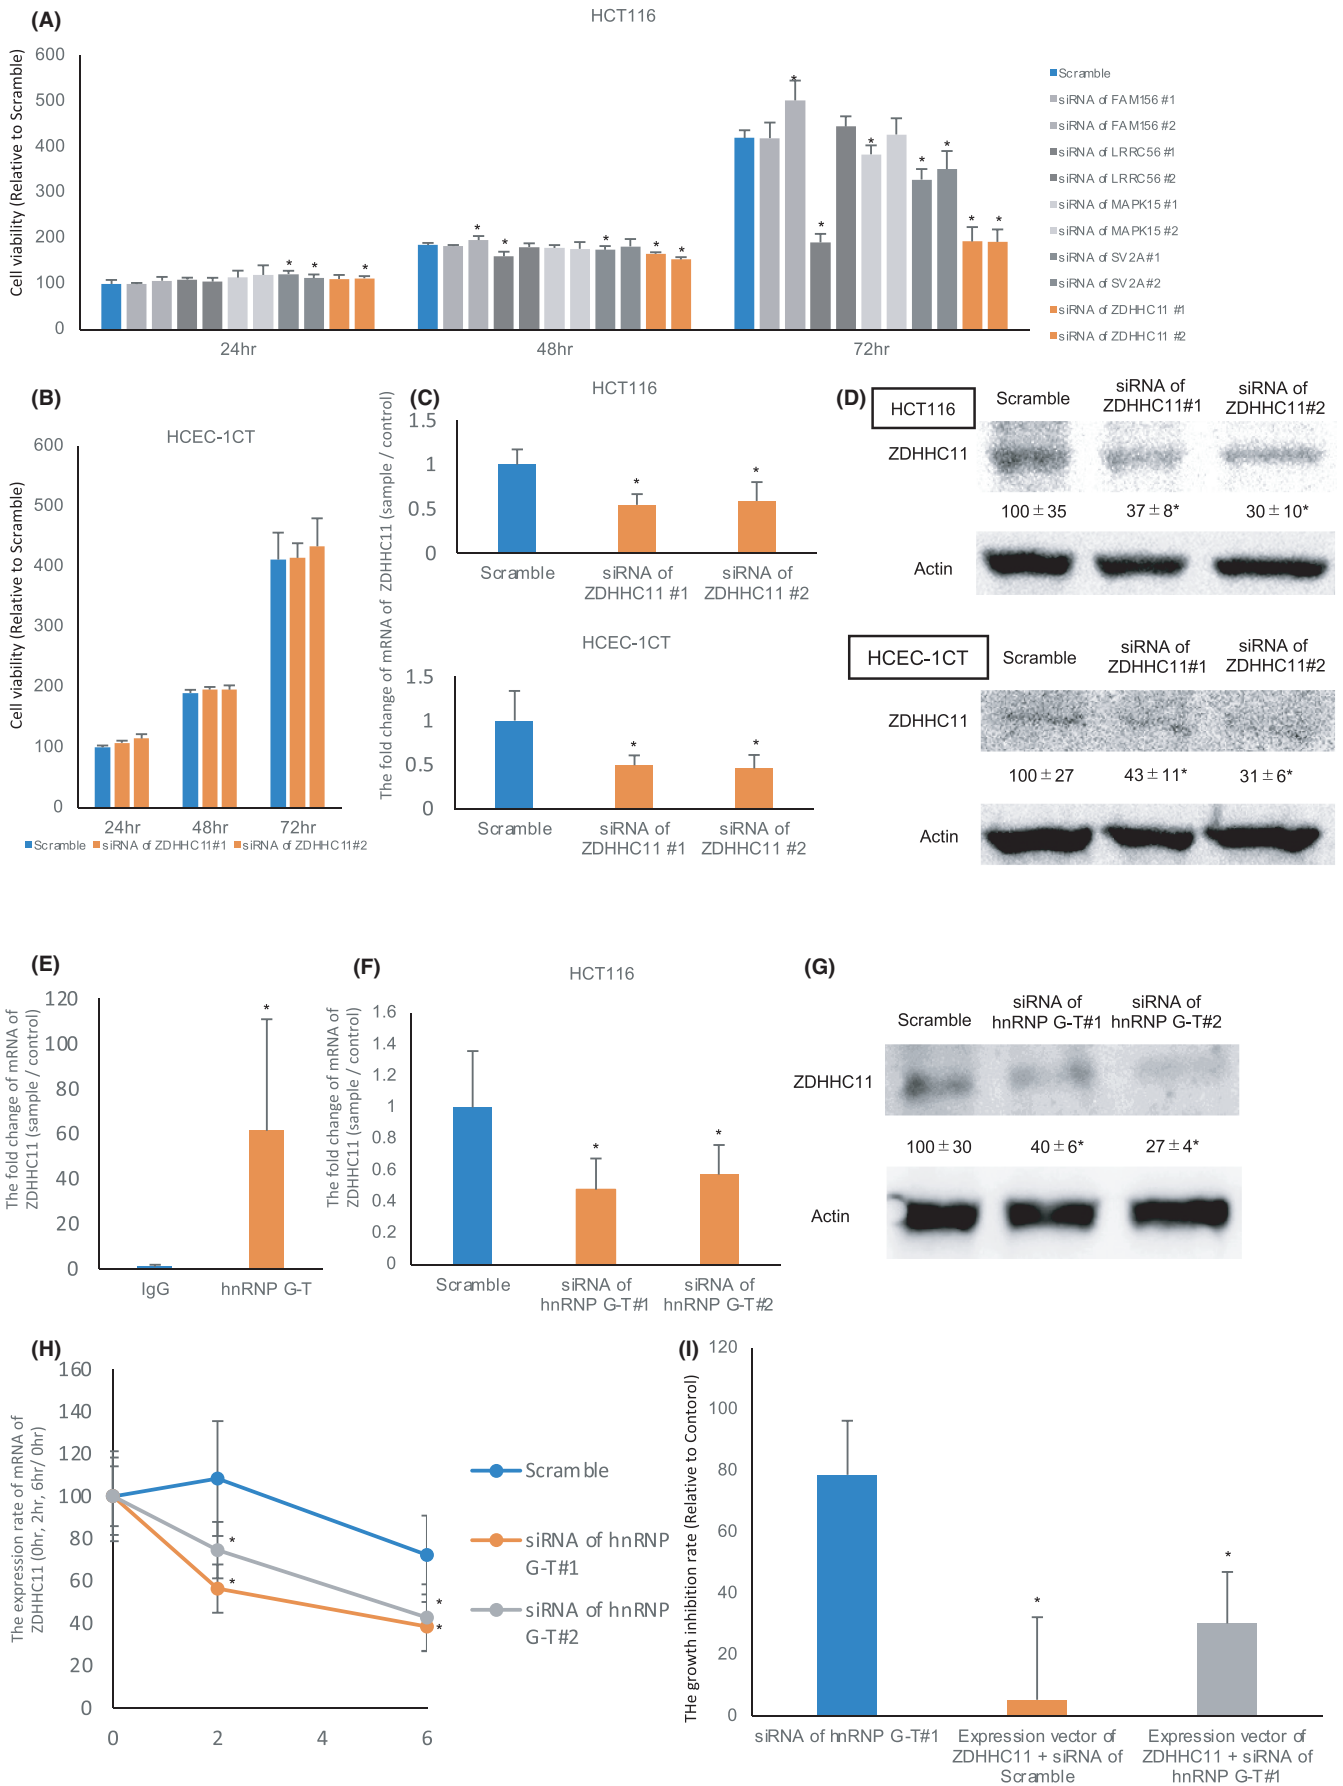 (A)
HCT116
Cell viability (Relative to Scramble)
600
500
400
300
200
100
0
* * *
* * * * *
* * * * * * *
24hr 48hr 72hr
Scramble
siRNA of FAM156 #1
siRNA of FAM156 #2
siRNA of LRRC56 #1
siRNA of LRRC56 #2
siRNA of MAPK15 #1
siRNA of MAPK15 #2
siRNA of SV2A #1
siRNA of SV2A #2
siRNA of ZDHHC11 #1
siRNA of ZDHHC11 #2
(B)
HCEC-1CT
Cell viability (Relative to Scramble)
600
500
400
300
200
100
0
24hr 48hr 72hr
Scramble siRNA of ZDHHC11#1 siRNA of ZDHHC11#2
(C)
The fold change of mRNA of ZDHHC11 (sample / control)
HCT116
1.5
1
0.5
0
* *
Scramble
siRNA of
ZDHHC11 #1
siRNA of
ZDHHC11 #2
HCEC-1CT
1.5
1
0.5
0
* *
Scramble
siRNA of
ZDHHC11 #1
siRNA of
ZDHHC11 #2
(D)
HCT116
Scramble
siRNA of
ZDHHC11#1
siRNA of
ZDHHC11#2
ZDHHC11
100 ± 35 37 ± 8* 30 ± 10*
Actin
HCEC-1CT
Scramble
siRNA of
ZDHHC11#1
siRNA of
ZDHHC11#2
ZDHHC11
100 ± 27 43 ± 11* 31 ± 6*
Actin
(E)
The fold change of mRNA of
ZDHHC11 (sample / control)
120
100
80
60
40
20
0
*
IgG hnRNP G-T
(F)
HCT116
The fold change of mRNA of
ZDHHC11 (sample / control)
1.6
1.4
1.2
1
0.8
0.6
0.4
0.2
0
* *
Scramble
siRNA of
hnRNP G-T#1
siRNA of
hnRNP G-T#2
(G)
Scramble
siRNA of
hnRNP G-T#1
siRNA of
hnRNP G-T#2
ZDHHC11
100 ± 30 40 ± 6* 27 ± 4*
Actin
(H)
The expression rate of mRNA of
ZDHHC11 (0hr, 2hr, 6hr/ 0hr)
160
140
120
100
80
60
40
20
0
*
*
*
*
0 2 4 6
Scramble
siRNA of hnRNP
G-T#1
siRNA of hnRNP
G-T#2
(I)
THe growth inhibition rate (Relative to Contorol)
120
100
80
60
40
20
0
* *
siRNA of hnRNP G-T#1
Expression vector of
ZDHHC11 + siRNA of
Scramble
Expression vector of
ZDHHC11 + siRNA of
hnRNP G-T#1